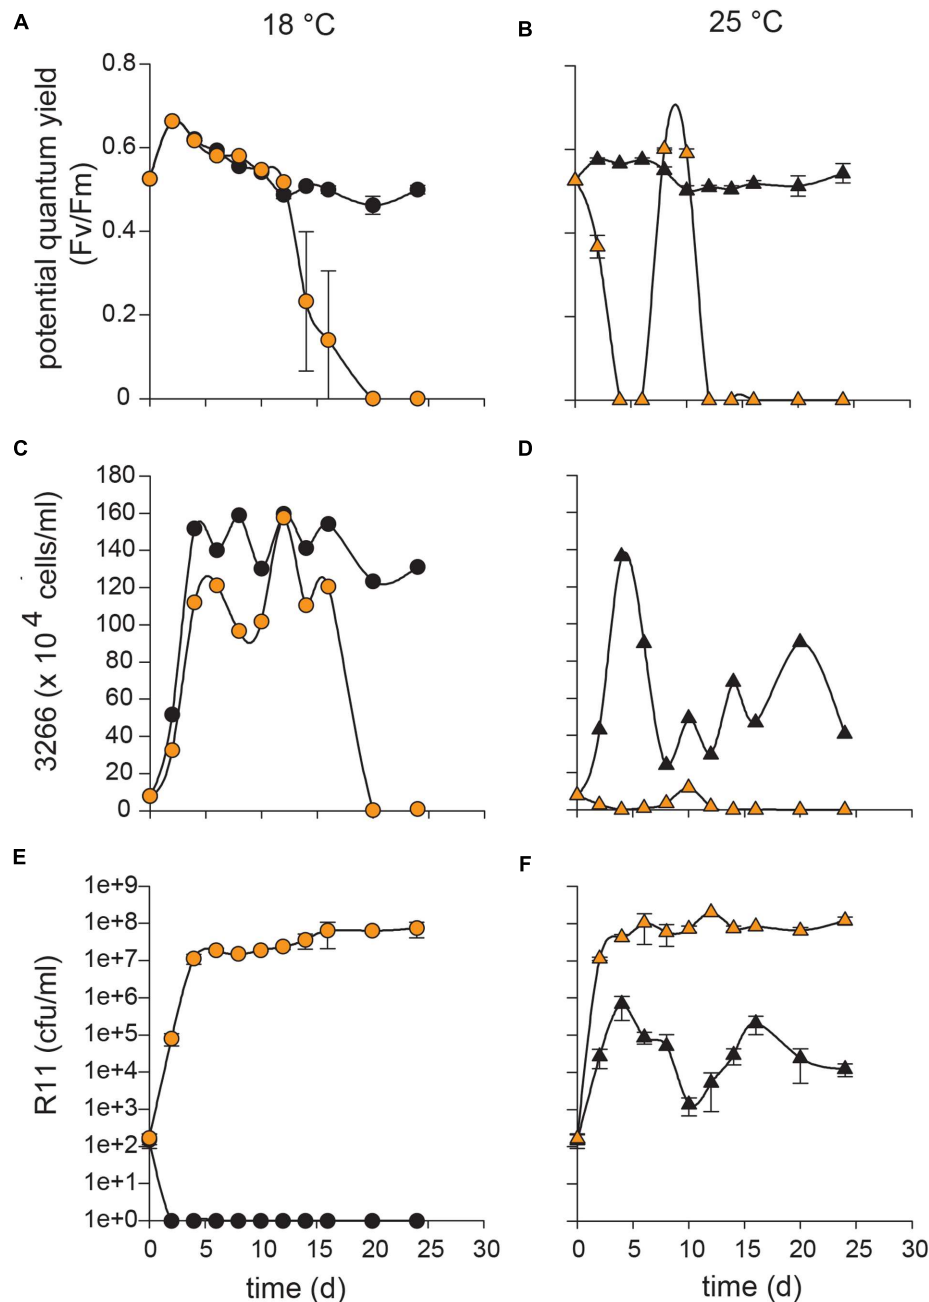 A
18 °C
B
25 °C
potential quantum yield
(Fv/Fm)
0.8
0.6
0.4
0.2
0
C
D
3266 (x 10 4 cells/ml)
180
160
140
120
100
80
60
40
20
0
E
F
R11 (cfu/ml)
1e+9
1e+8
1e+7
1e+6
1e+5
1e+4
1e+3
1e+2
1e+1
1e+0
0 5 10 15 20 25 30
0 5 10 15 20 25 30
time (d)
time (d)